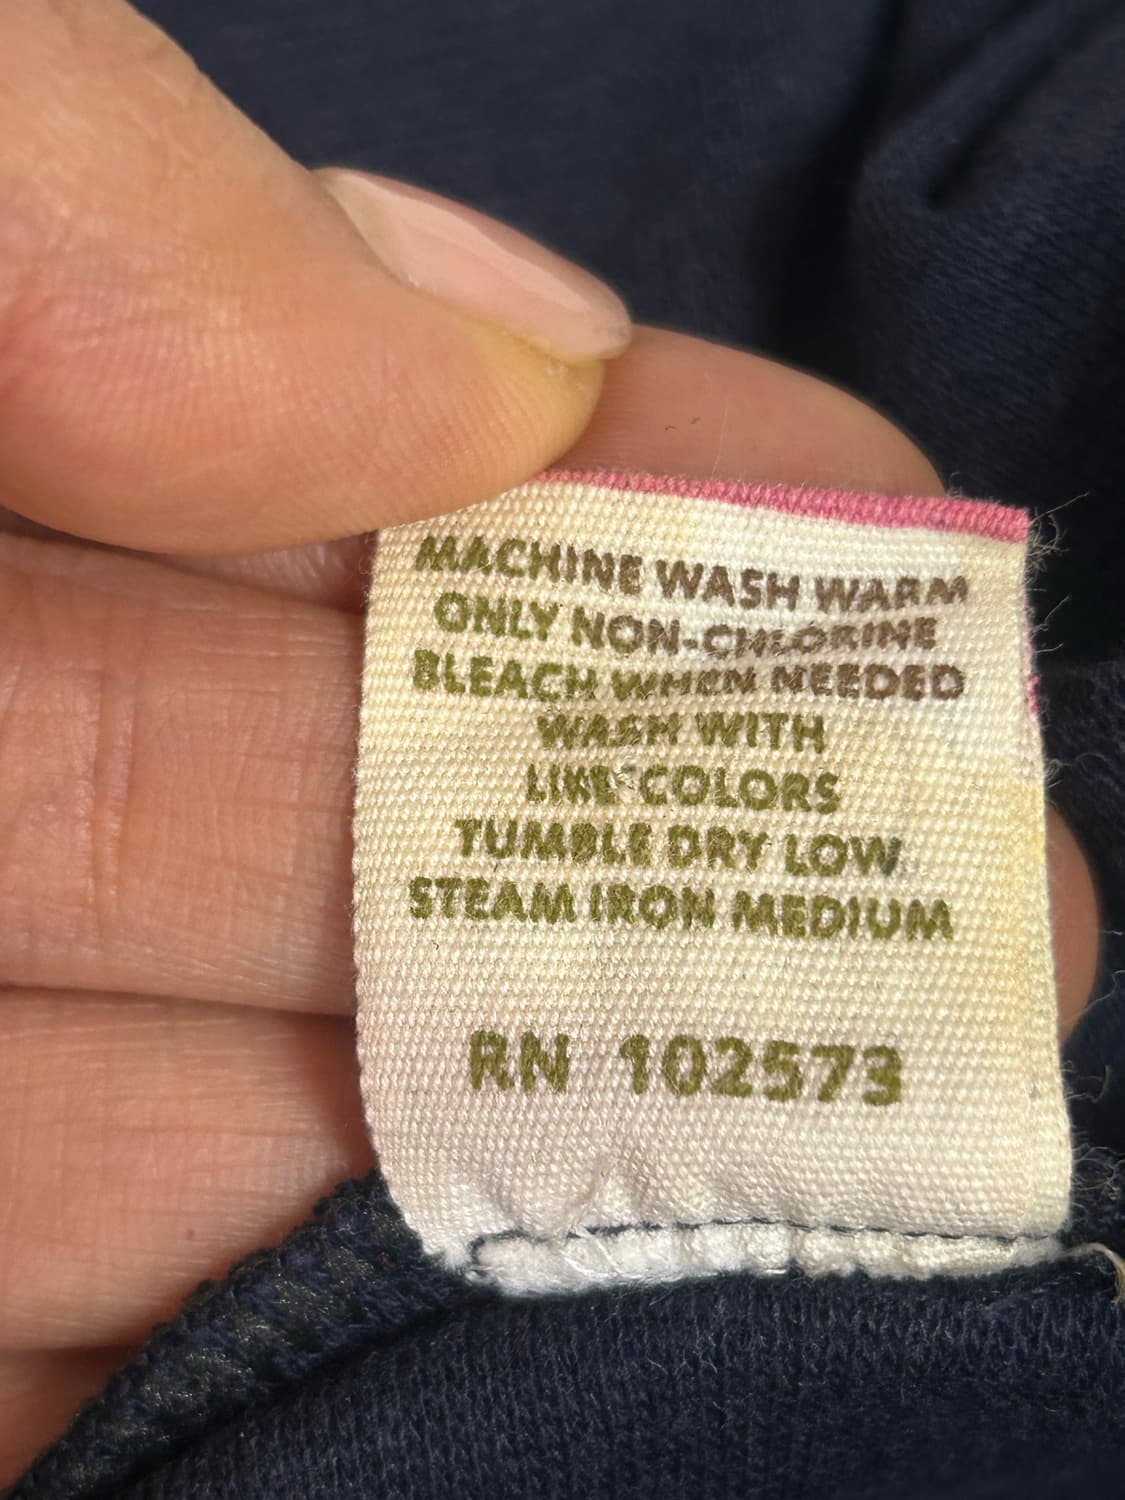 MACHINE WASH WARM
ONLY NON-CHLORINE
BLEACH WHEN NEEDED
WASH WITH
LIKE COLORS
TUMBLE DRY LOW
STEAM IRON MEDIUM
RN 102573